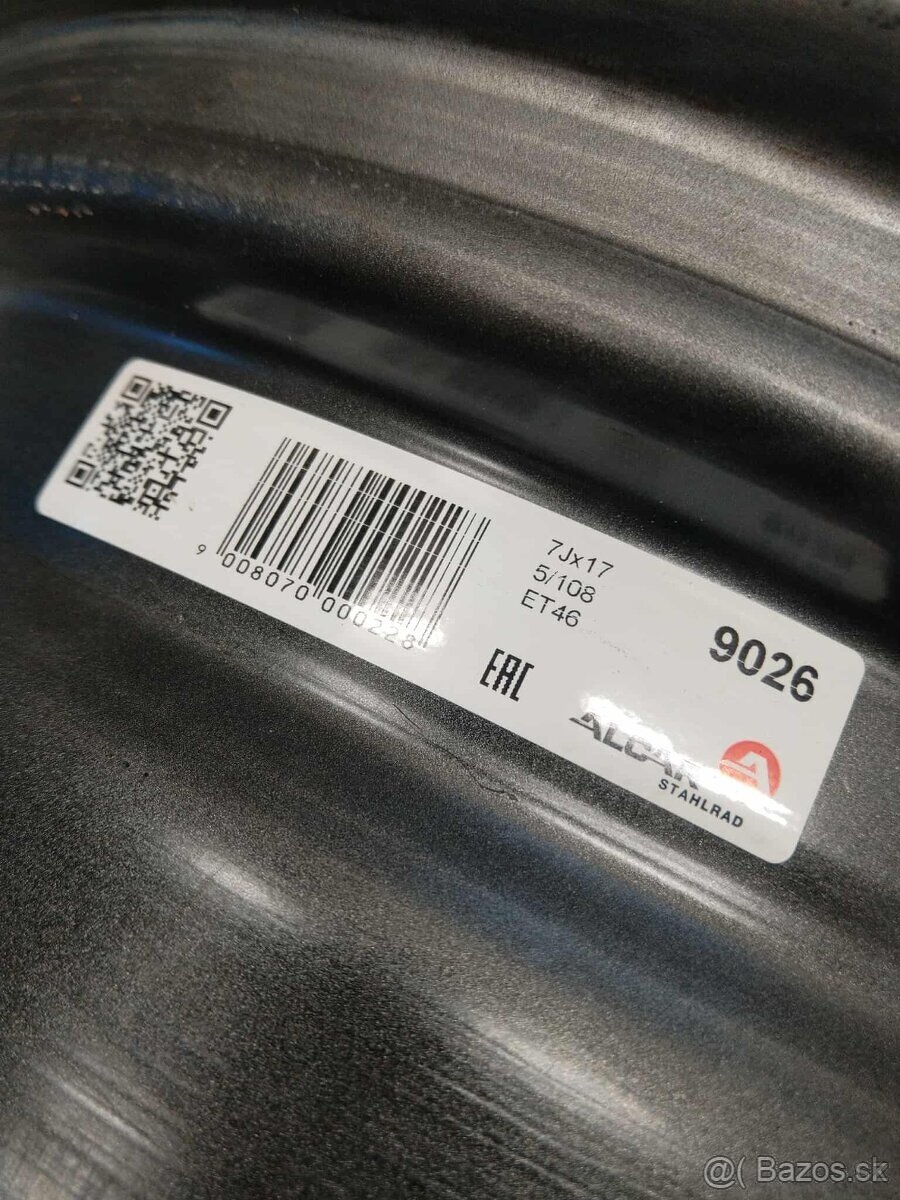 9 008070 000228
7Jx17
5/108
ET46
9026
EAC
ALCAR
STAHLRAD
@( Bazos.sk